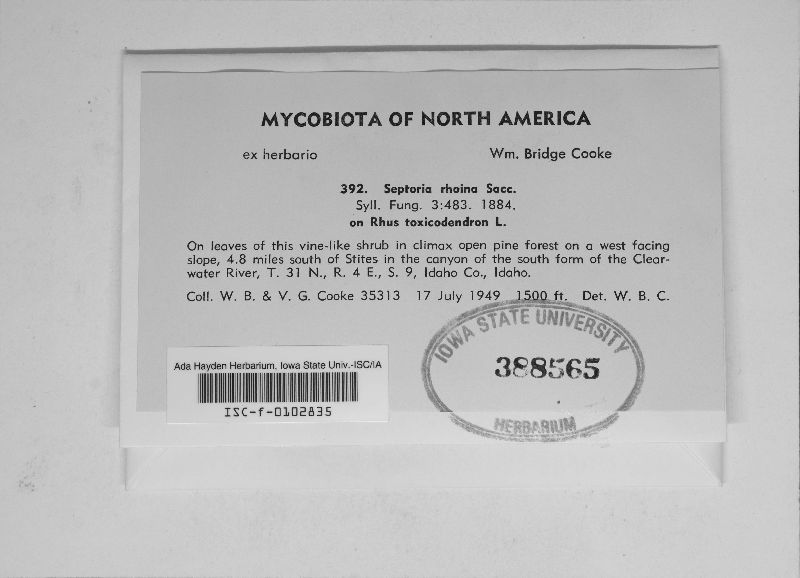 MYCOBIOTA OF NORTH AMERICA
ex herbario Wm. Bridge Cooke
392. Septoria rhoina Sacc.
Syll. Fung. 3:483. 1884.
on Rhus toxicodendron L.
On leaves of this vine-like shrub in climax open pine forest on a west facing
slope, 4.8 miles south of Stites in the canyon of the south form of the Clear-
water River, T. 31 N., R. 4 E., S. 9, Idaho Co., Idaho.
Coll. W. B. & V. G. Cooke 35313 17 July 1949 1500 ft. Det. W. B. C.
IOWA STATE UNIVERSITY
388565
HERBARIUM
Ada Hayden Herbarium, Iowa State Univ.-ISC/IA
ISC-f-0102835